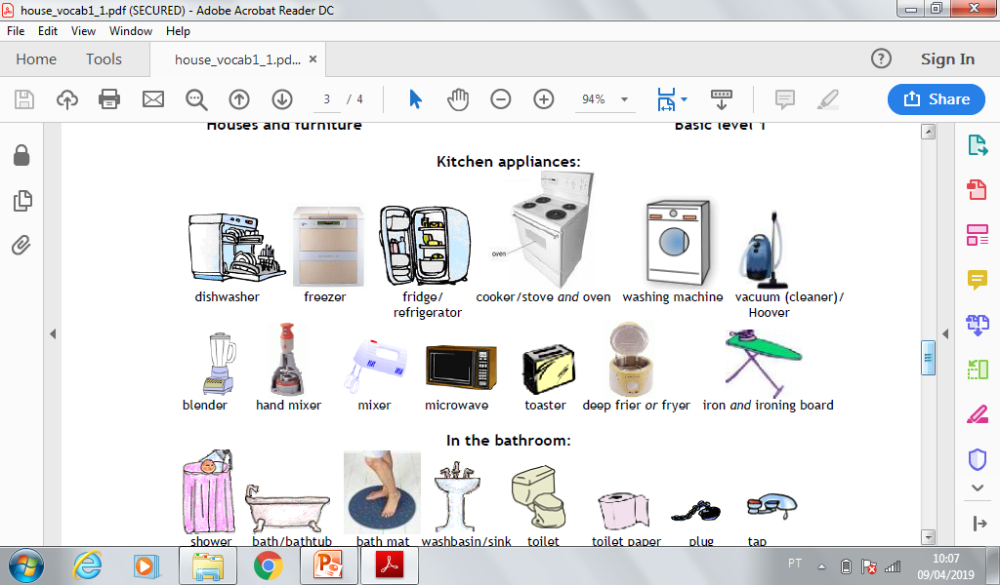 house_vocab1_1.pdf (SECURED) - Adobe Acrobat Reader DC
File Edit View Window Help
Home Tools house_vocab1_1.pd... × ? Sign In
3 / 4 94% Share
Houses and furniture Basic level 1
Kitchen appliances:
oven
dishwasher freezer fridge/ cooker/stove and oven washing machine vacuum (cleaner)/
refrigerator Hoover
blender hand mixer mixer microwave toaster deep frier or fryer iron and ironing board
In the bathroom:
shower bath/bathtub bath mat washbasin/sink toilet toilet paper plug tap
PT 10:07
09/04/2019